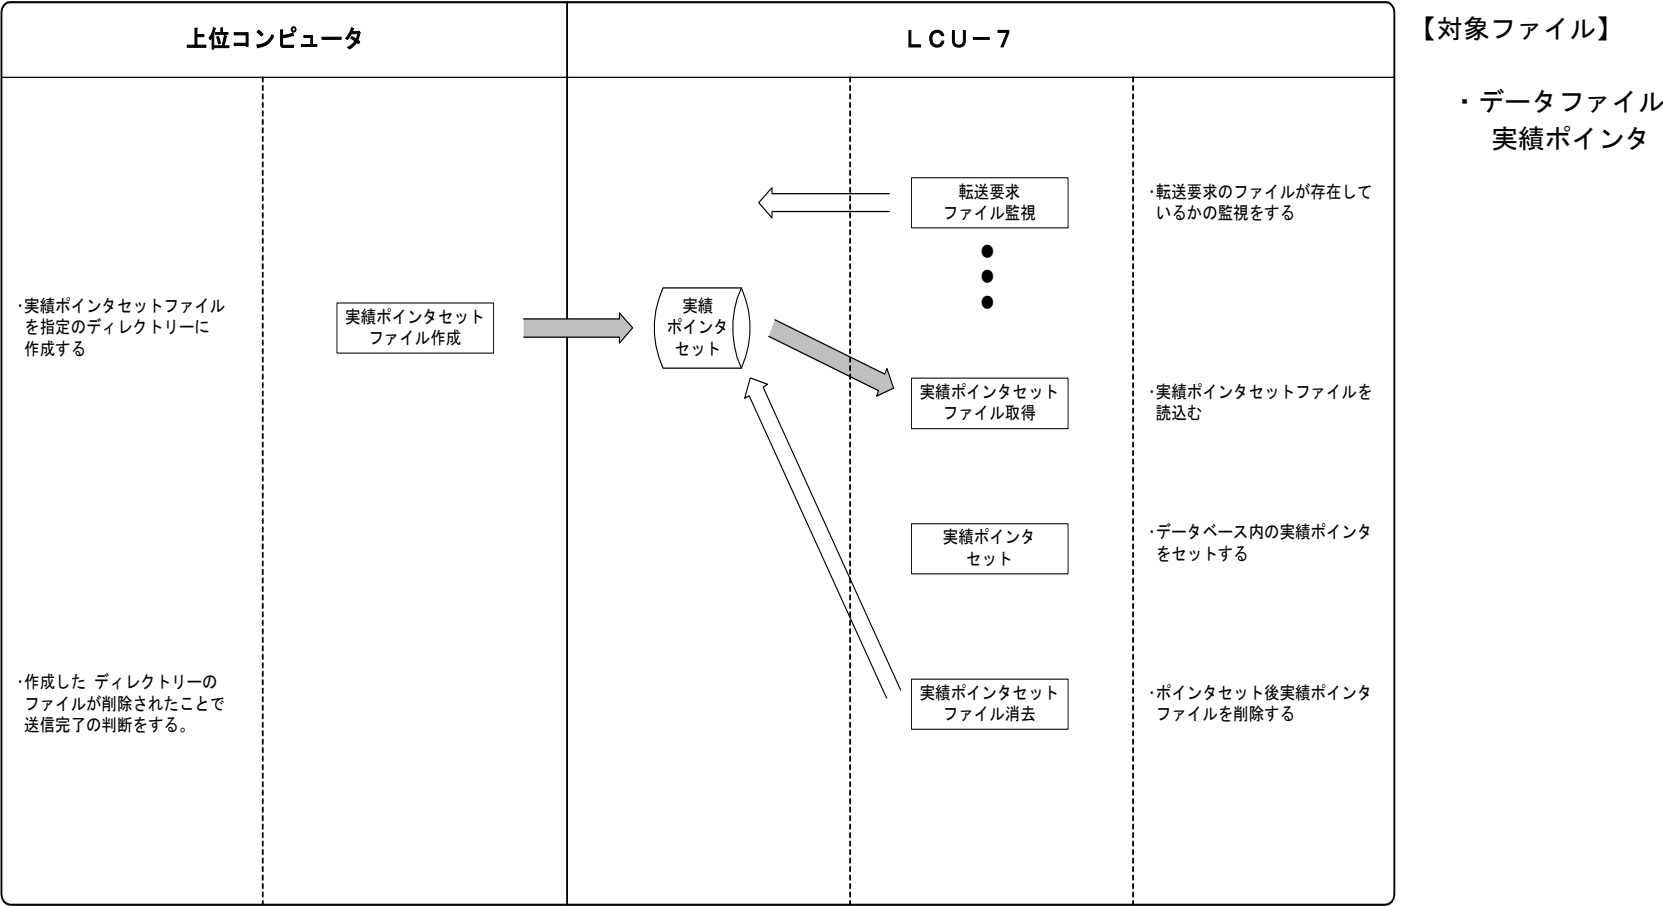 上位コンピュータ
LCU－7
【対象ファイル】
・データファイル
実績ポインタ
転送要求
ファイル監視
・転送要求のファイルが存在して
いるかの監視をする
・実績ポインタセットファイル
を指定のディレクトリーに
作成する
実績ポインタセット
ファイル作成
実績
ポインタ
セット
実績ポインタセット
ファイル取得
・実績ポインタセットファイルを
読込む
実績ポインタ
セット
・データベース内の実績ポインタ
をセットする
・作成した ディレクトリーの
ファイルが削除されたことで
送信完了の判断をする。
実績ポインタセット
ファイル消去
・ポインタセット後実績ポインタ
ファイルを削除する